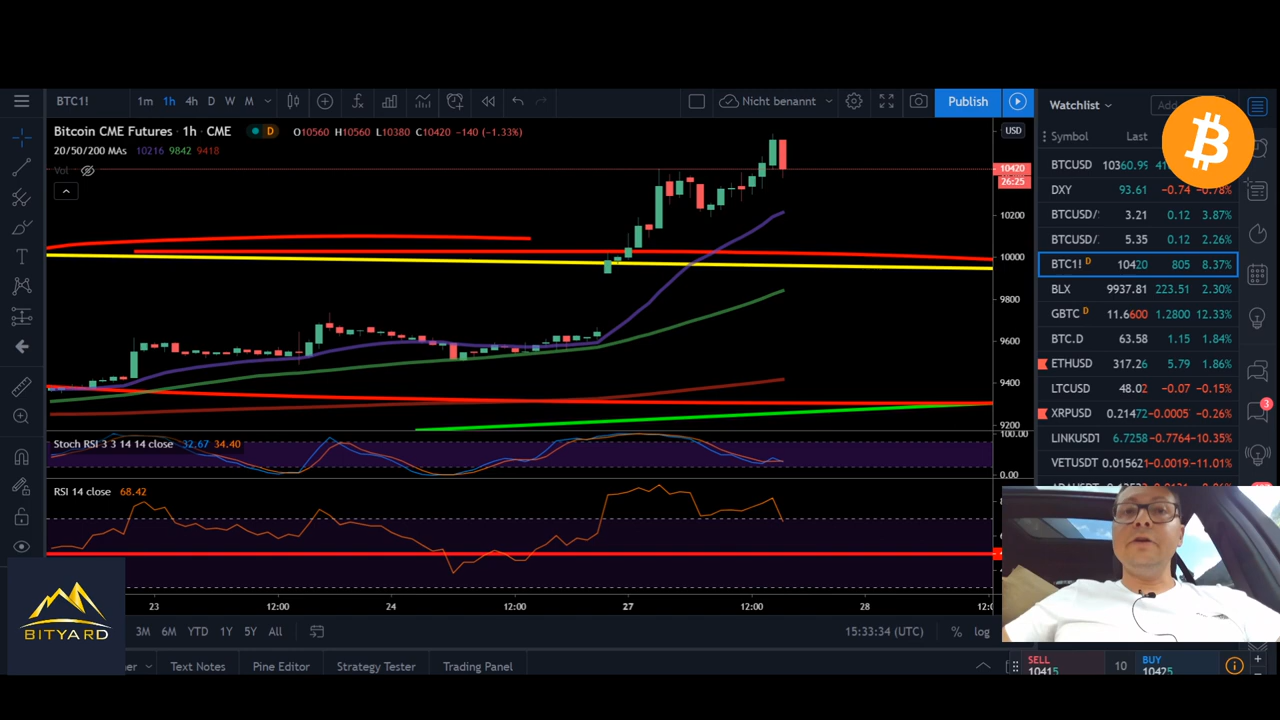 BTC1! 1m 1h 4h D W M Nicht benannt Publish
Watchlist Add
Bitcoin CME Futures · 1h · CME D O10560 H10560 L10380 C10420 -140 (-1.33%)
20/50/200 MAs 10216 9842 9418
Vol
USD
10420
26:25
10200
10000
9800
9600
9400
9200
Symbol Last
BTCUSD 10360.99
DXY 93.61 -0.74 -0.78%
BTCUSD/ 3.21 0.12 3.87%
BTCUSD/ 5.35 0.12 2.26%
BTC1! D 10420 805 8.37%
BLX 9937.81 223.51 2.30%
GBTC D 11.6600 1.2800 12.33%
BTC.D 63.58 1.15 1.84%
ETHUSD 317.26 5.79 1.86%
LTCUSD 48.02 -0.07 -0.15%
XRPUSD 0.21472 -0.0005 -0.26%
LINKUSDT 6.7258 -0.7764 -10.35%
VETUSDT 0.015621 -0.0019 -11.01%
3
Stoch RSI 3 3 14 14 close 32.67 34.40
100.00
0.00
RSI 14 close 68.42
23 12:00 24 12:00 27 12:00 28
BITYARD
3M 6M YTD 1Y 5Y All
15:33:34 (UTC) % log
Text Notes Pine Editor Strategy Tester Trading Panel
SELL 10415 10 BUY 10425